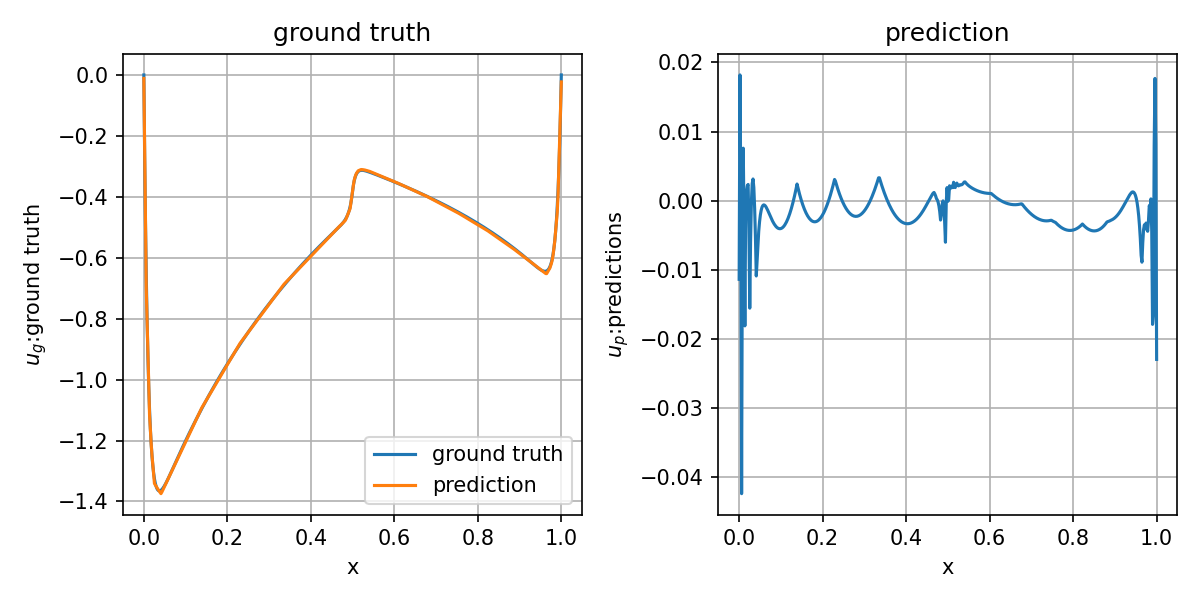 ground truth
0.0
−0.2
−0.4
−0.6
−0.8
−1.0
−1.2
−1.4
u_g:ground truth
0.0 0.2 0.4 0.6 0.8 1.0
x
ground truth
prediction
prediction
0.02
0.01
0.00
−0.01
−0.02
−0.03
−0.04
u_p:predictions
0.0 0.2 0.4 0.6 0.8 1.0
x